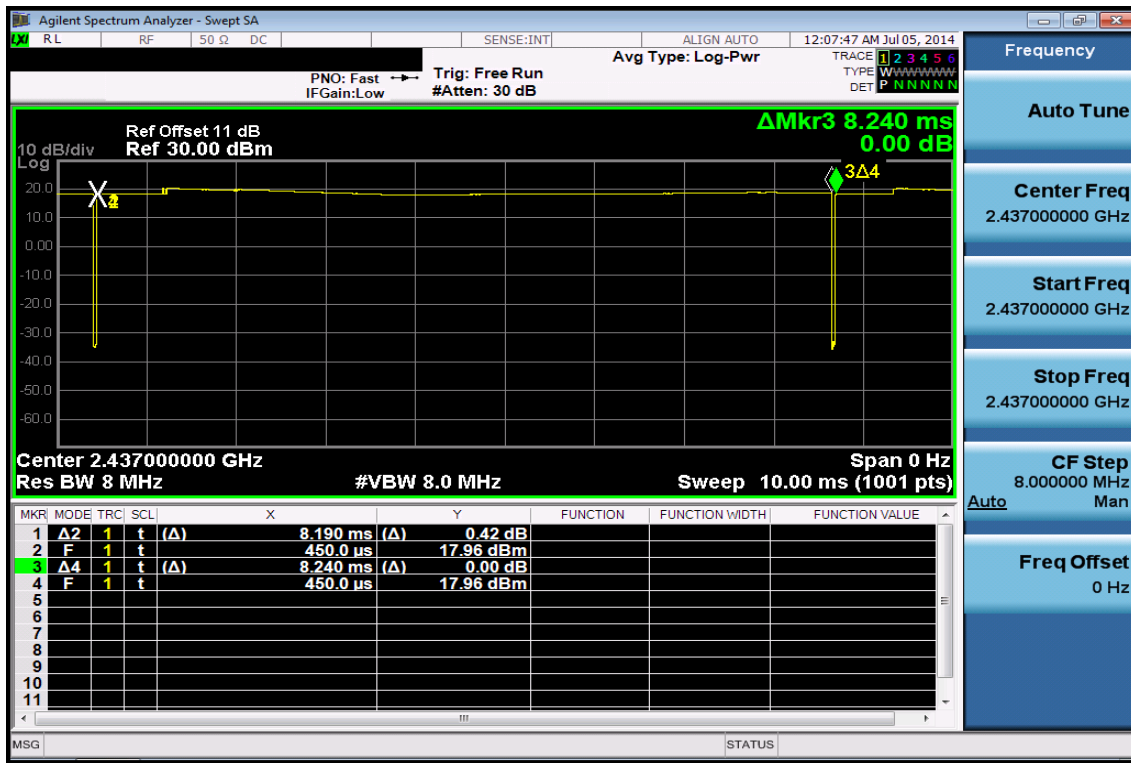 Agilent Spectrum Analyzer - Swept SA
LXI RL RF 50 Ω DC SENSE:INT ALIGN AUTO 12:07:47 AM Jul 05, 2014
PNO: Fast Trig: Free Run Avg Type: Log-Pwr TRACE 1 2 3 4 5 6
IFGain:Low #Atten: 30 dB TYPE WWWWWWW
DET P N N N N N
Frequency
Auto Tune
Center Freq
2.437000000 GHz
Start Freq
2.437000000 GHz
Stop Freq
2.437000000 GHz
CF Step
8.000000 MHz
Auto Man
Freq Offset
0 Hz
ΔMkr3 8.240 ms
0.00 dB
Ref Offset 11 dB
10 dB/div Ref 30.00 dBm
Log
3Δ4
20.0
10.0
0.00
-10.0
-20.0
-30.0
-40.0
-50.0
-60.0
Center 2.437000000 GHz Span 0 Hz
Res BW 8 MHz #VBW 8.0 MHz Sweep 10.00 ms (1001 pts)
MKR MODE TRC SCL X Y FUNCTION FUNCTION WIDTH FUNCTION VALUE
1 Δ2 1 t (Δ) 8.190 ms (Δ) 0.42 dB
2 F 1 t 450.0 µs 17.96 dBm
3 Δ4 1 t (Δ) 8.240 ms (Δ) 0.00 dB
4 F 1 t 450.0 µs 17.96 dBm
5
6
7
8
9
10
11
MSG STATUS